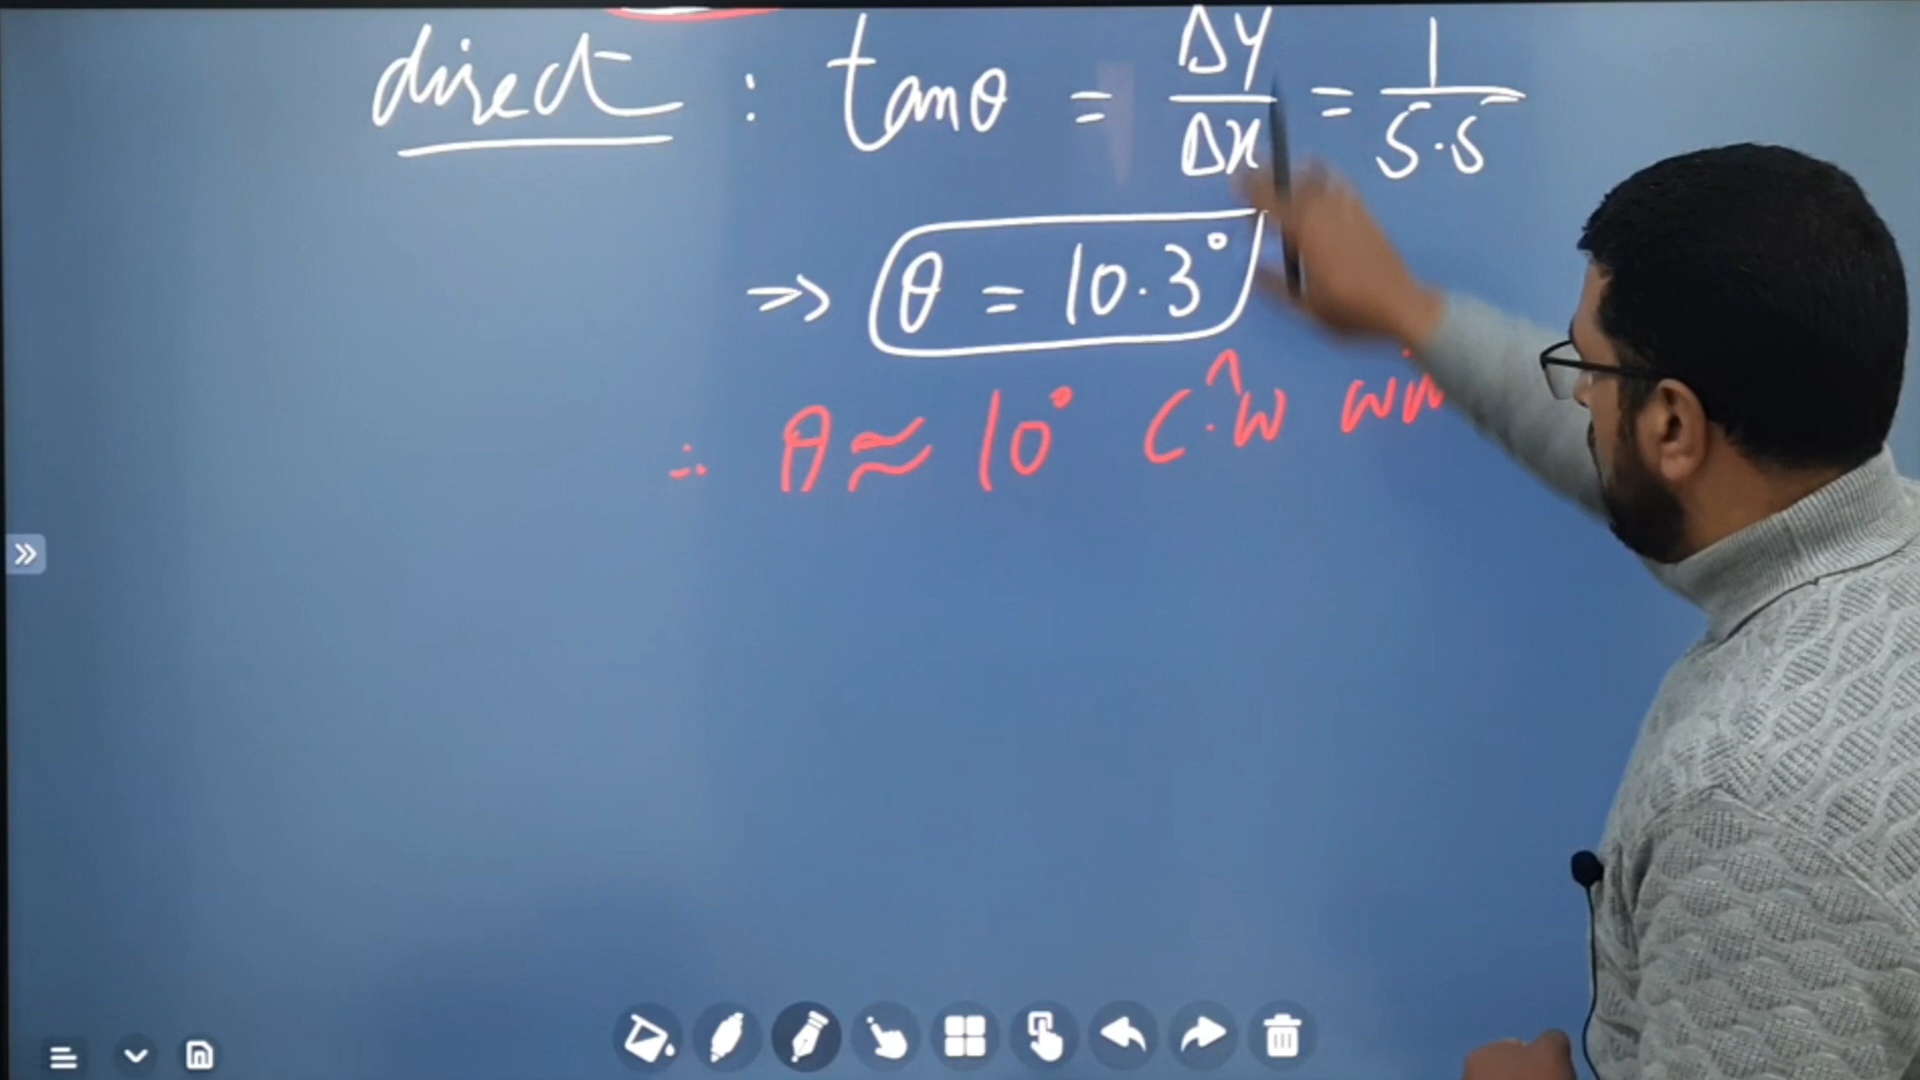 direct : tanθ = Δy/Δx = 1/5.5
⇒ θ = 10.3°
∴ θ ≈ 10° C.^W